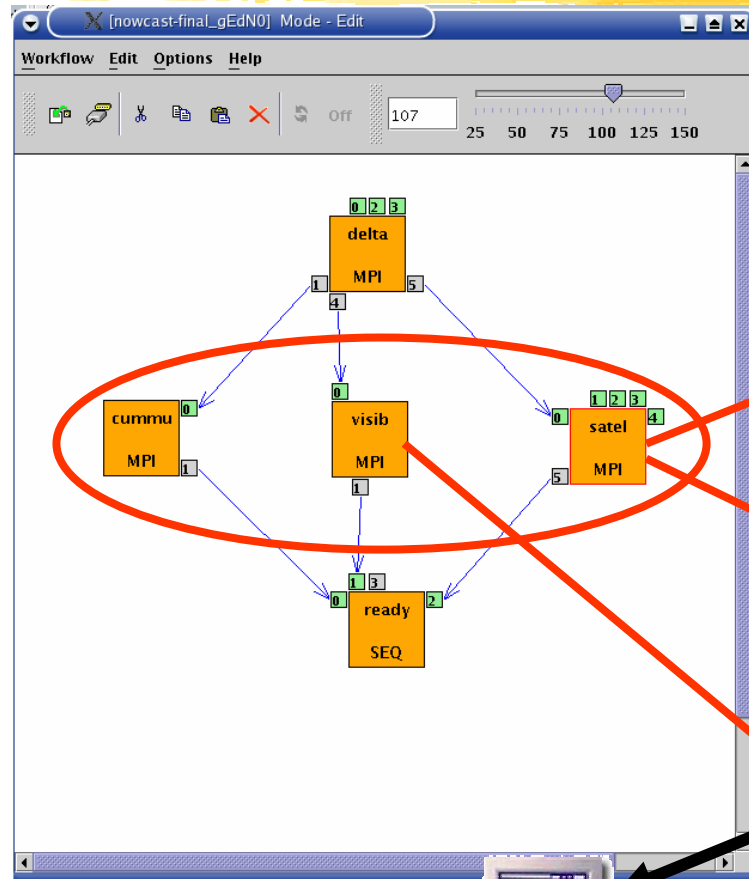 [nowcast-final_gEdN0] Mode - Edit
Workflow Edit Options Help
Off 107
25 50 75 100 125 150
0 2 3
delta
MPI
1 5
4
0
cummu
MPI
1
0
visib
MPI
1
1 2 3
0 4
satel
MPI
5
1 3
0 2
ready
SEQ